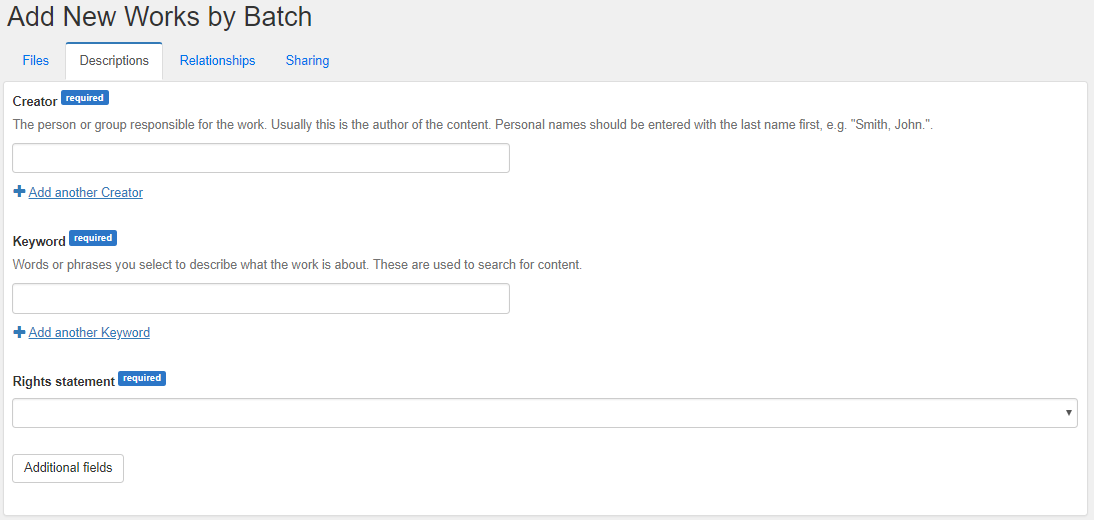 Add New Works by Batch
Files Descriptions Relationships Sharing
Creator required
The person or group responsible for the work. Usually this is the author of the content. Personal names should be entered with the last name first, e.g. "Smith, John.".
Add another Creator
Keyword required
Words or phrases you select to describe what the work is about. These are used to search for content.
Add another Keyword
Rights statement required
Additional fields